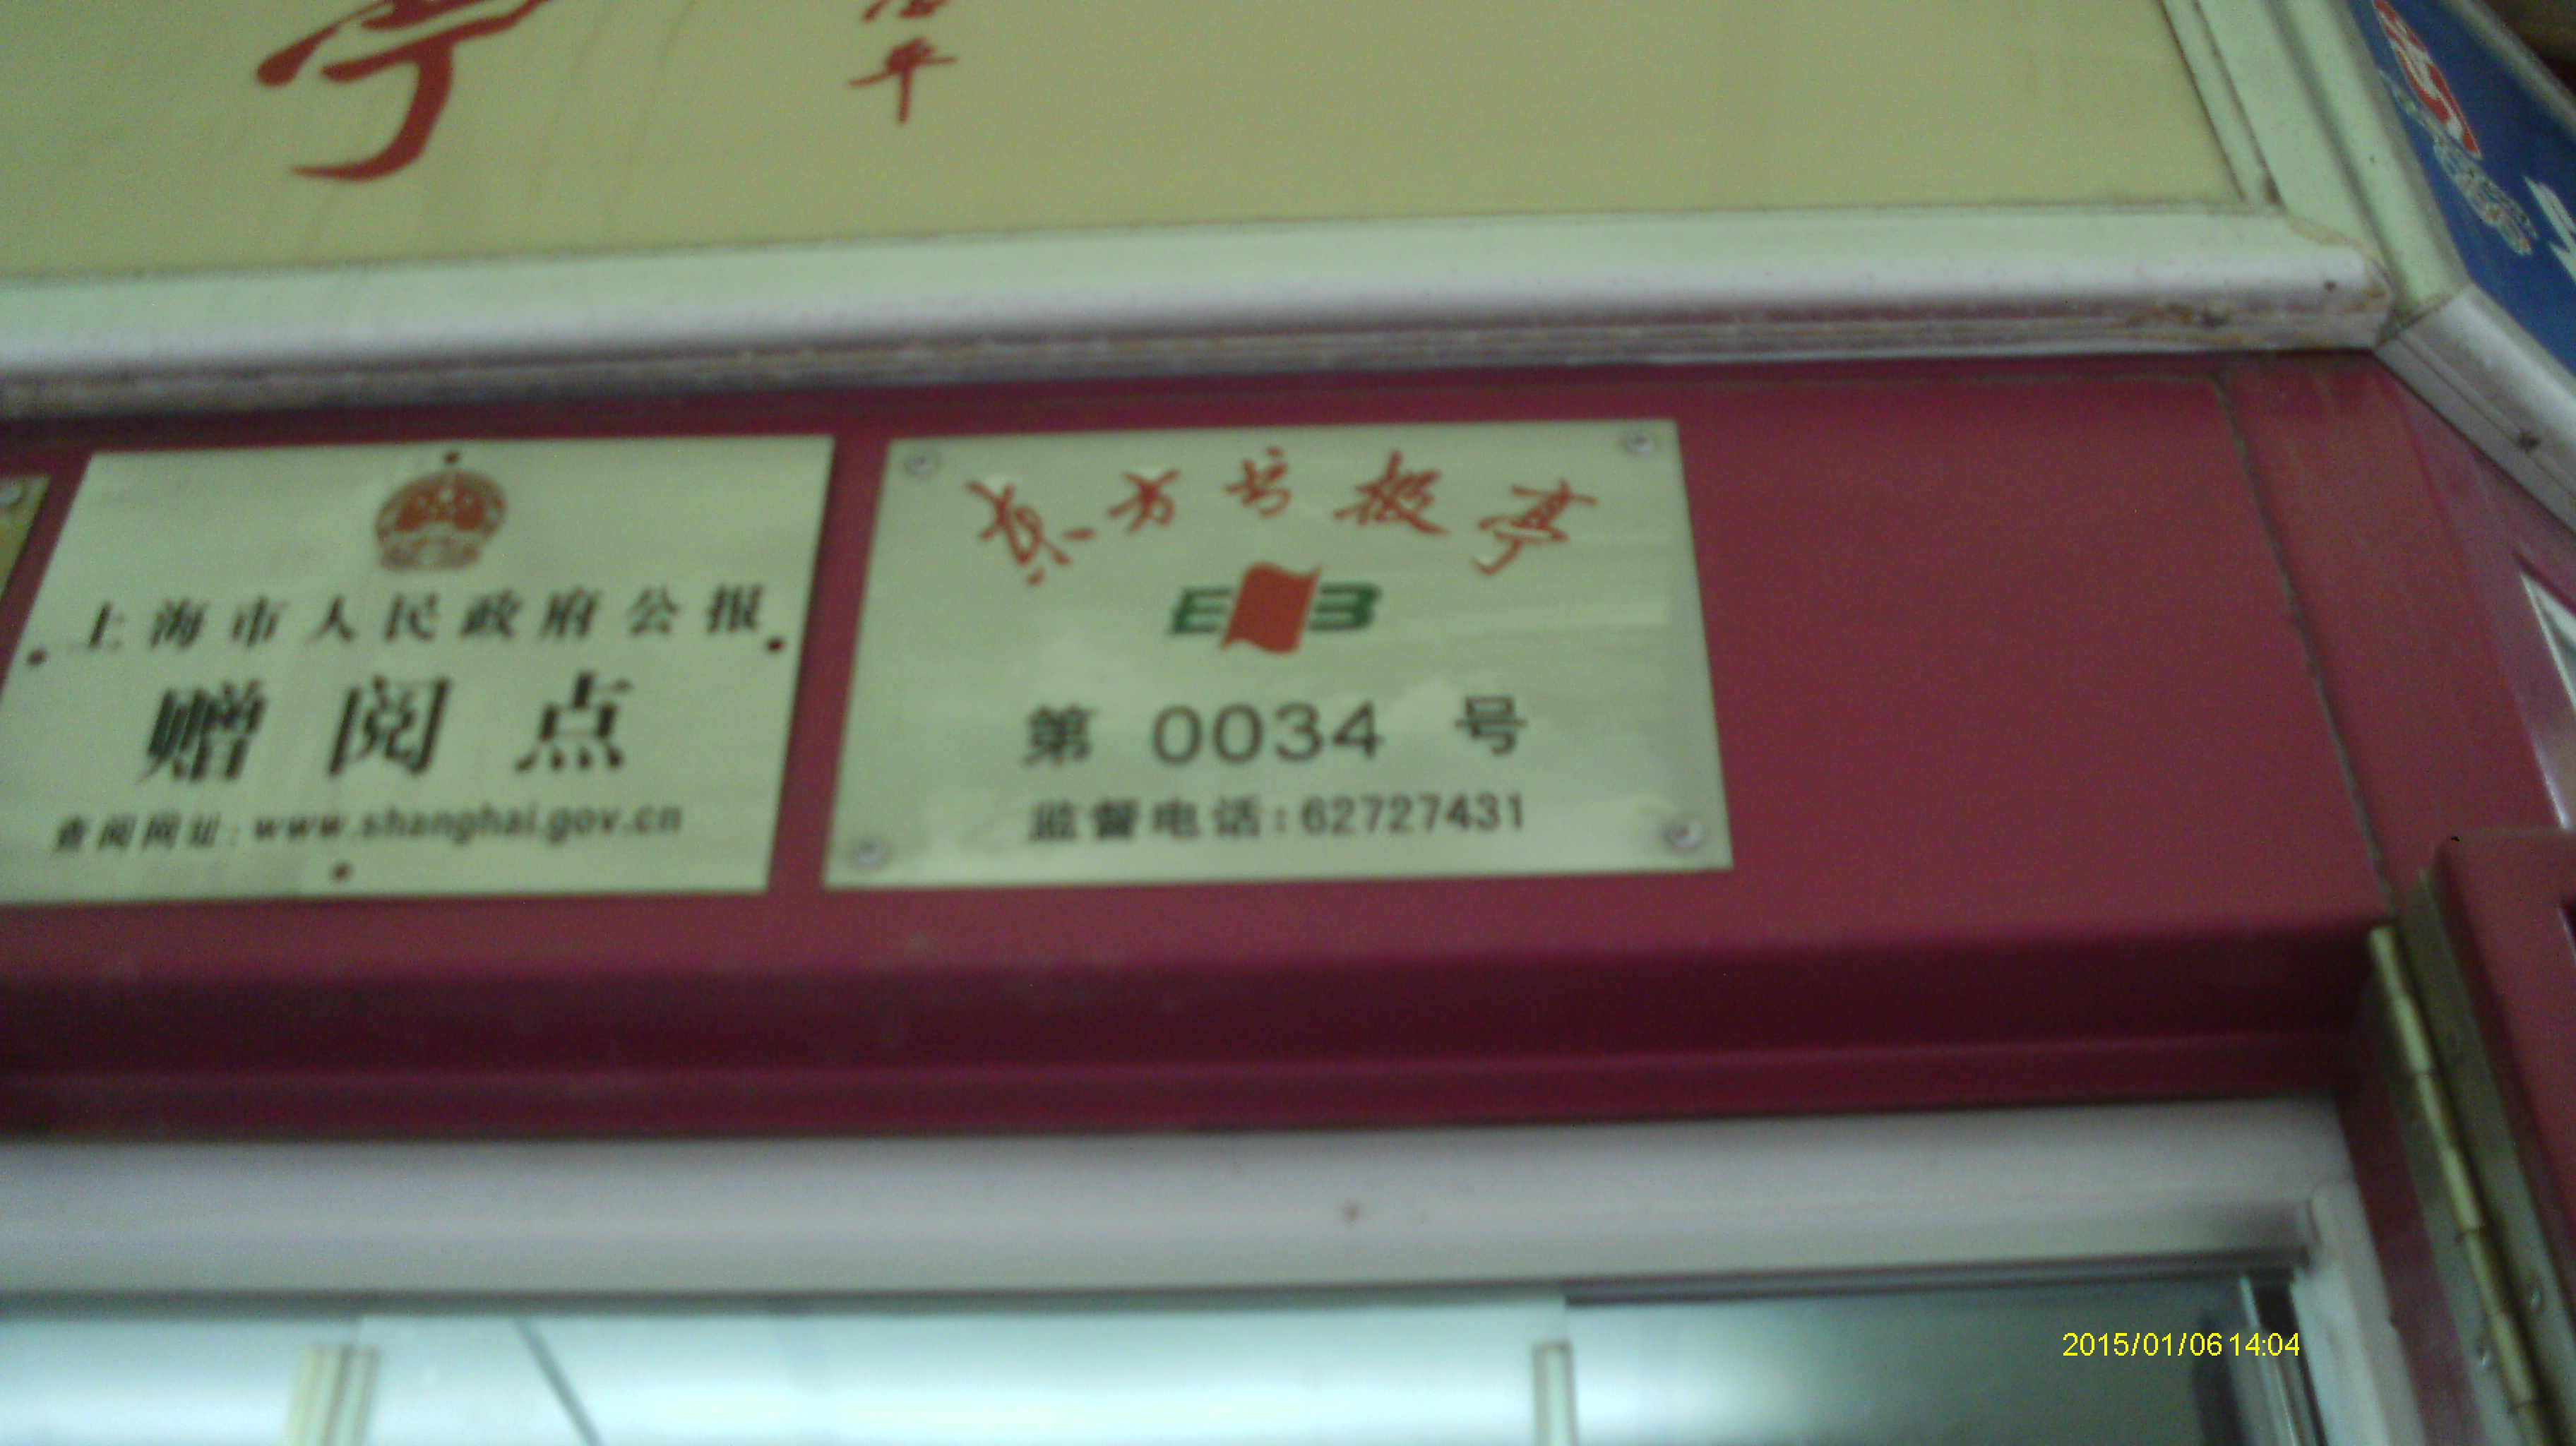 亭
上海市人民政府公报
赠阅点
查阅网址:www.shanghai.gov.cn
东方书报亭
EB
第 0034 号
监督电话:62727431
2015/01/06 14:04